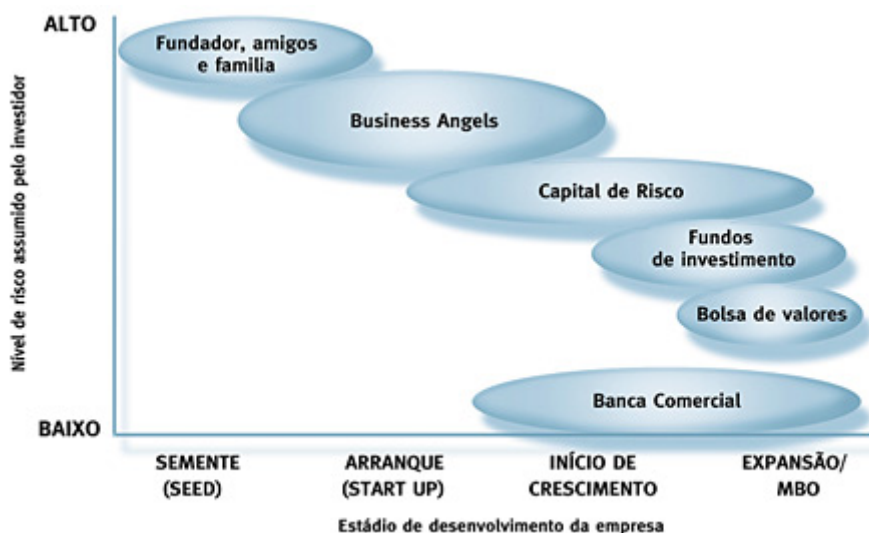 ALTO
Fundador, amigos
e familia
Business Angels
Capital de Risco
Fundos
de investimento
Bolsa de valores
Banca Comercial
BAIXO
Nível de risco assumido pelo investidor
SEMENTE
(SEED)
ARRANQUE
(START UP)
INÍCIO DE
CRESCIMENTO
EXPANSÃO/
MBO
Estádio de desenvolvimento da empresa